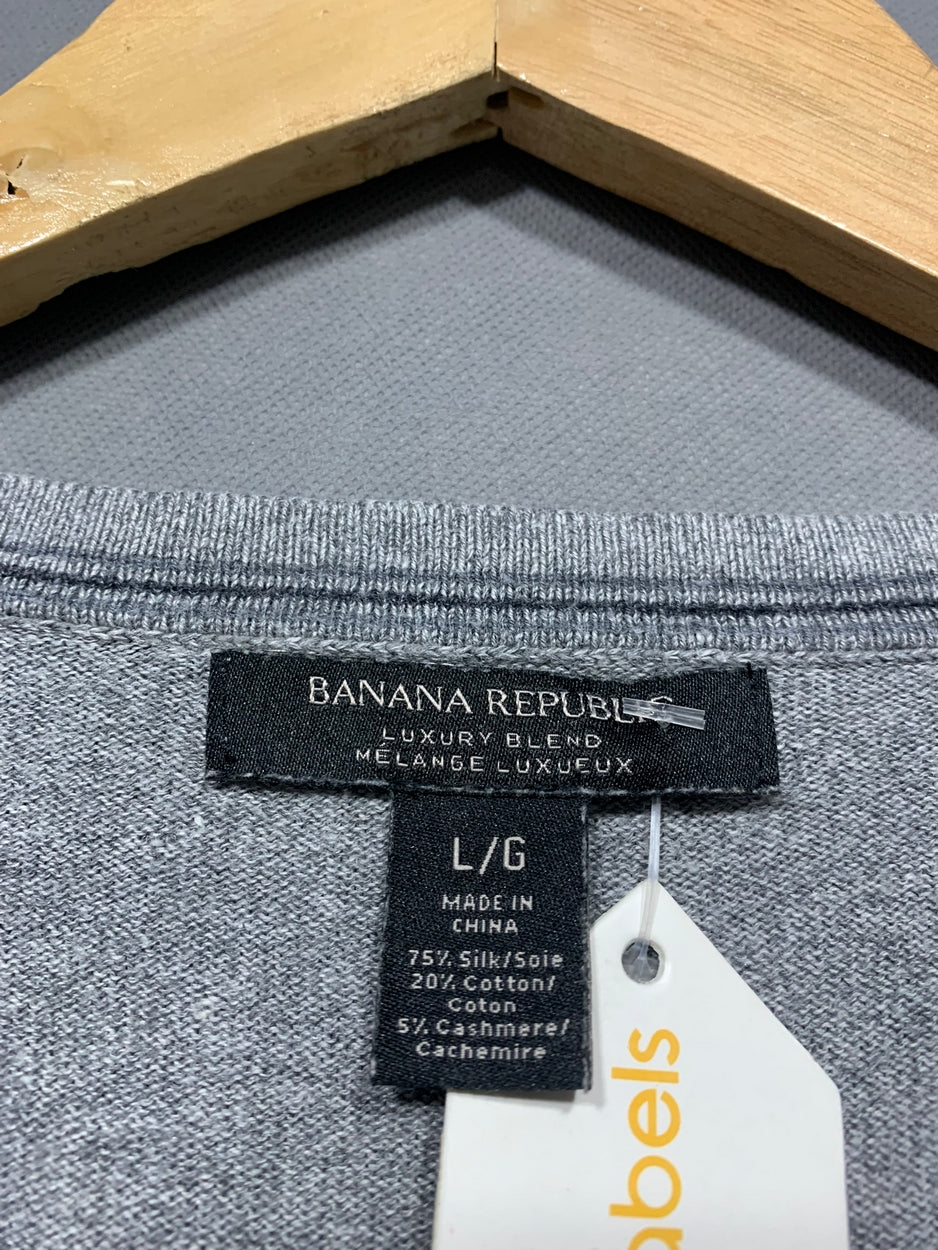 BANANA REPUBLIC
LUXURY BLEND
MÉLANGE LUXUEUX
L/G
MADE IN
CHINA
75% Silk/Soie
20% Cotton/
Coton
5% Cashmere/
Cachemire
abels